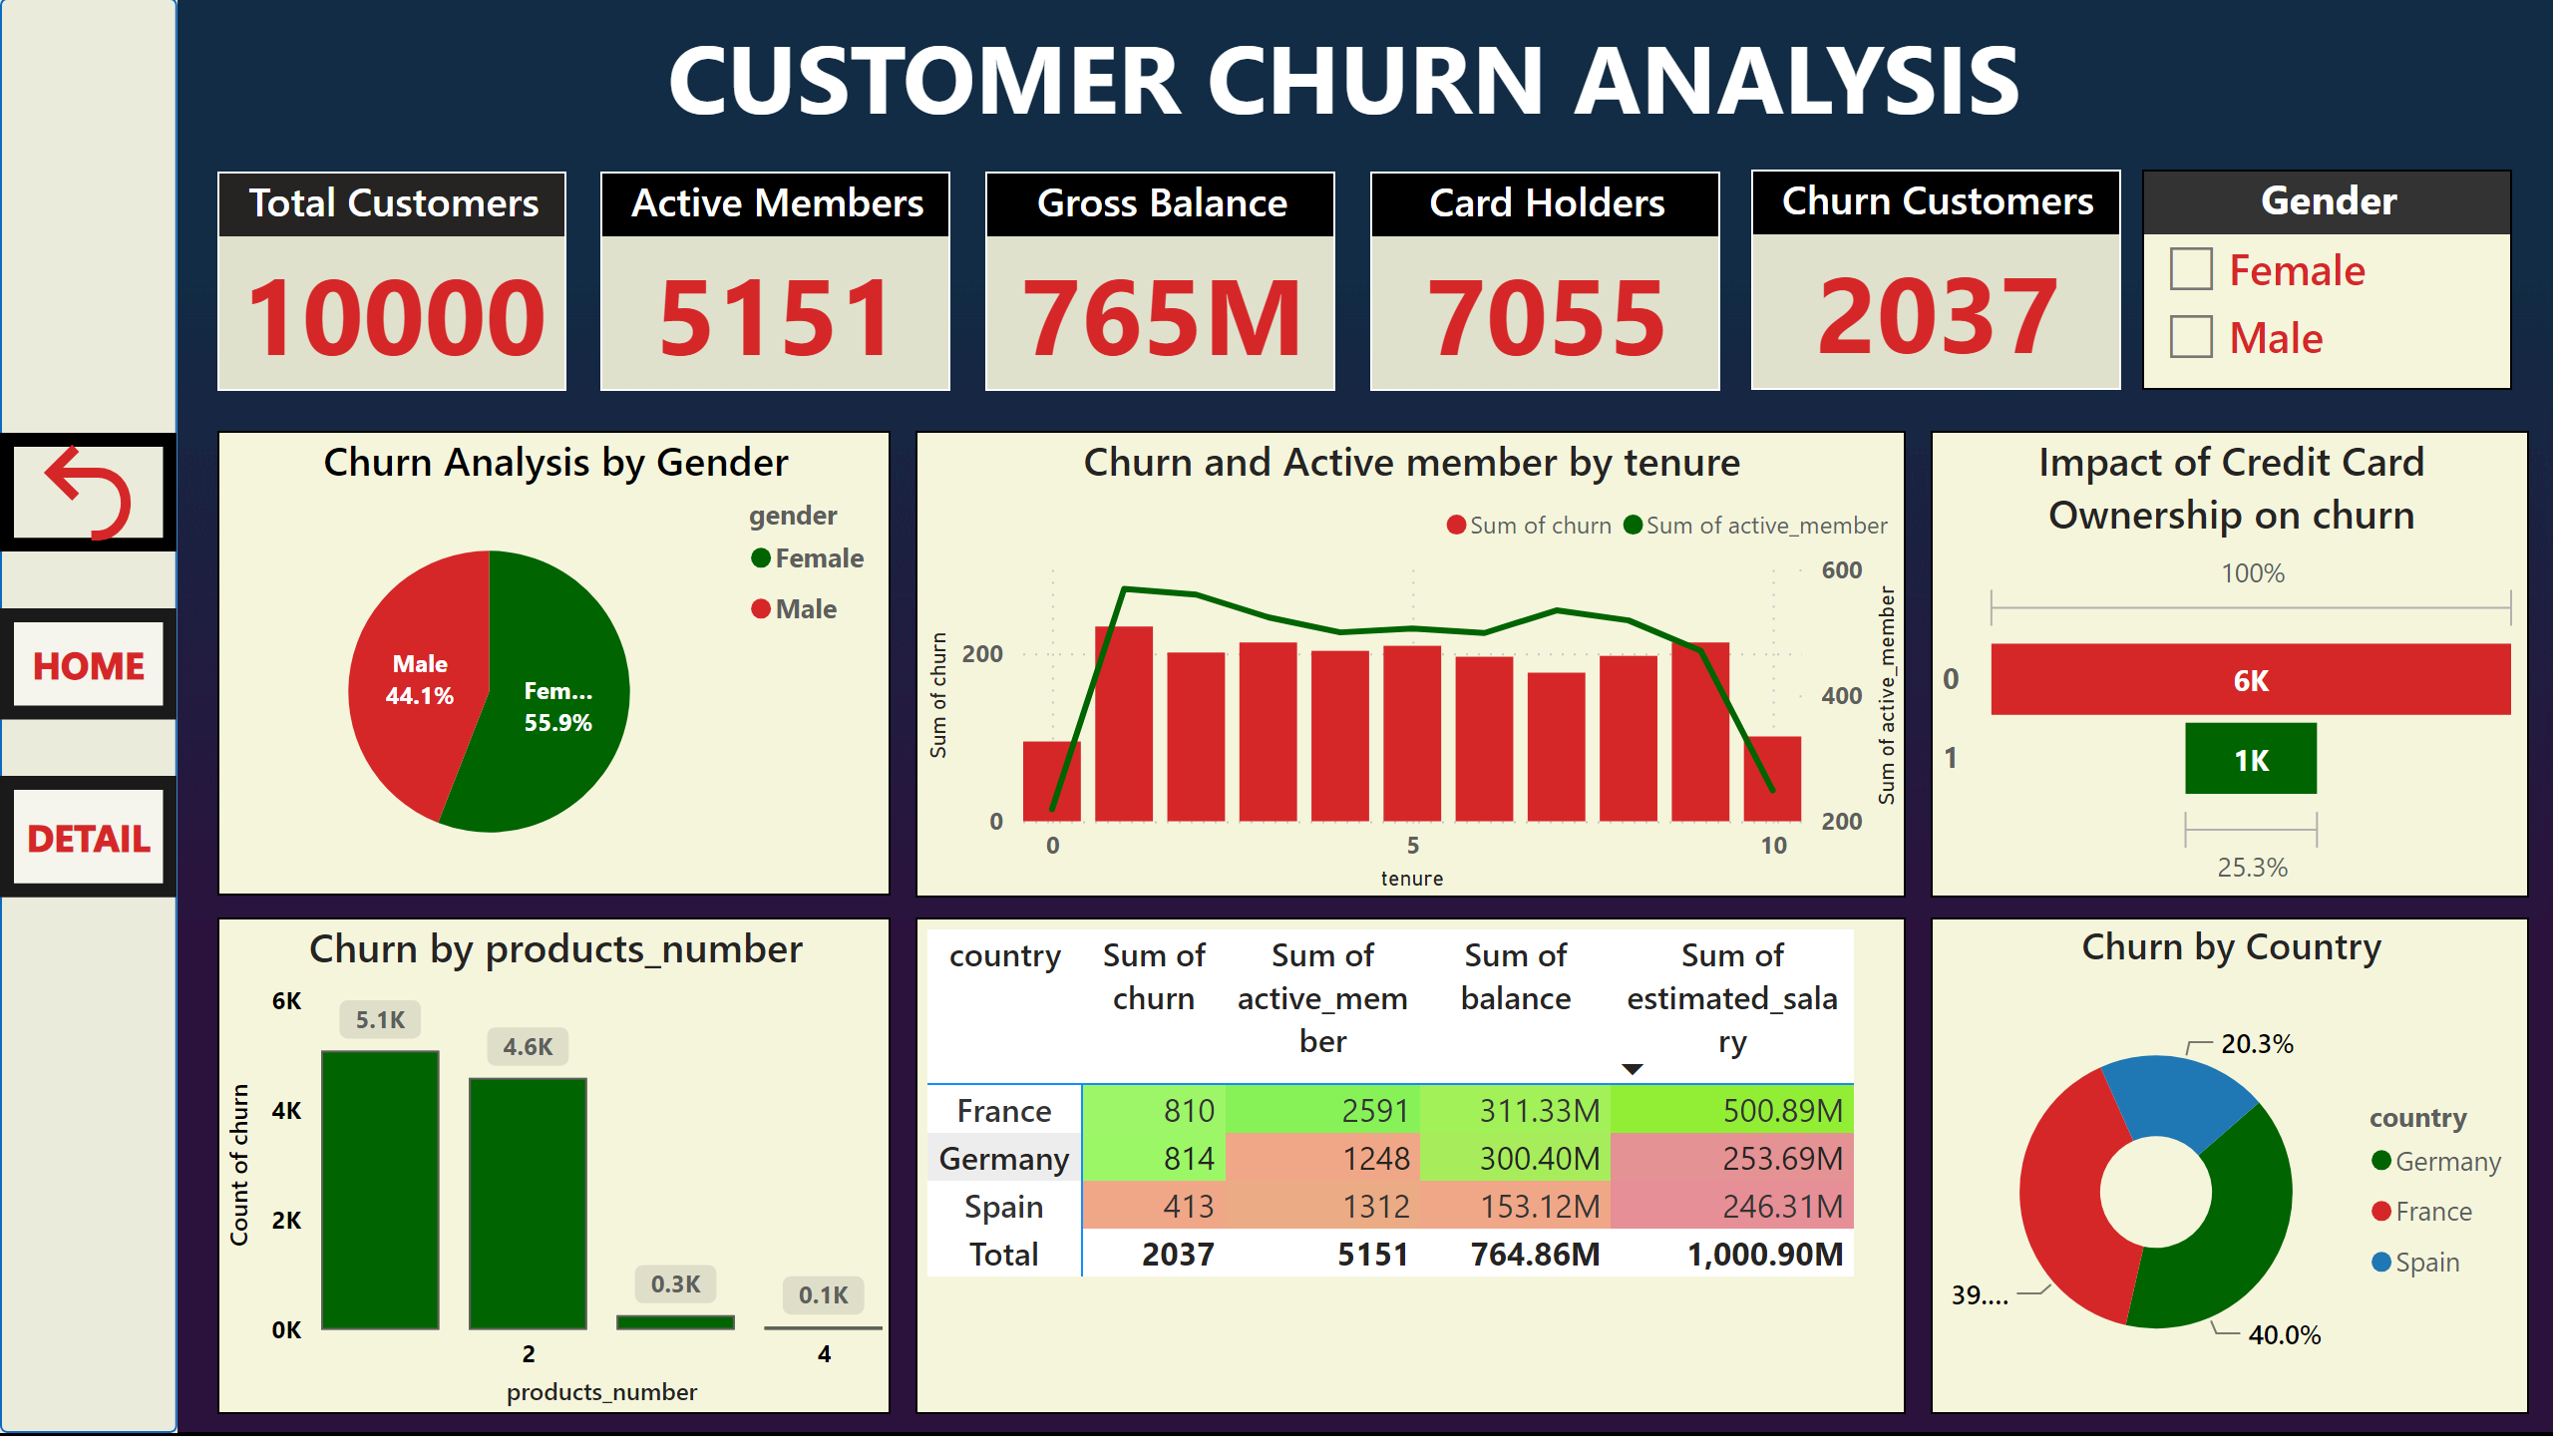 CUSTOMER CHURN ANALYSIS
Total Customers
10000
Active Members
5151
Gross Balance
765M
Card Holders
7055
Churn Customers
2037
Gender
Female
Male
HOME
DETAIL
Churn Analysis by Gender
gender
Female
Male
Male
44.1%
Fem...
55.9%
Churn and Active member by tenure
Sum of churn
Sum of active_member
Sum of churn
200
0
600
400
200
Sum of active_member
0
5
10
tenure
Impact of Credit Card
Ownership on churn
100%
0
6K
1
1K
25.3%
Churn by products_number
Count of churn
6K
4K
2K
0K
5.1K
4.6K
0.3K
0.1K
2
4
products_number
country
Sum of
churn
Sum of
active_mem
ber
Sum of
balance
Sum of
estimated_sala
ry
France 810 2591 311.33M 500.89M
Germany 814 1248 300.40M 253.69M
Spain 413 1312 153.12M 246.31M
Total 2037 5151 764.86M 1,000.90M
Churn by Country
20.3%
39....
40.0%
country
Germany
France
Spain